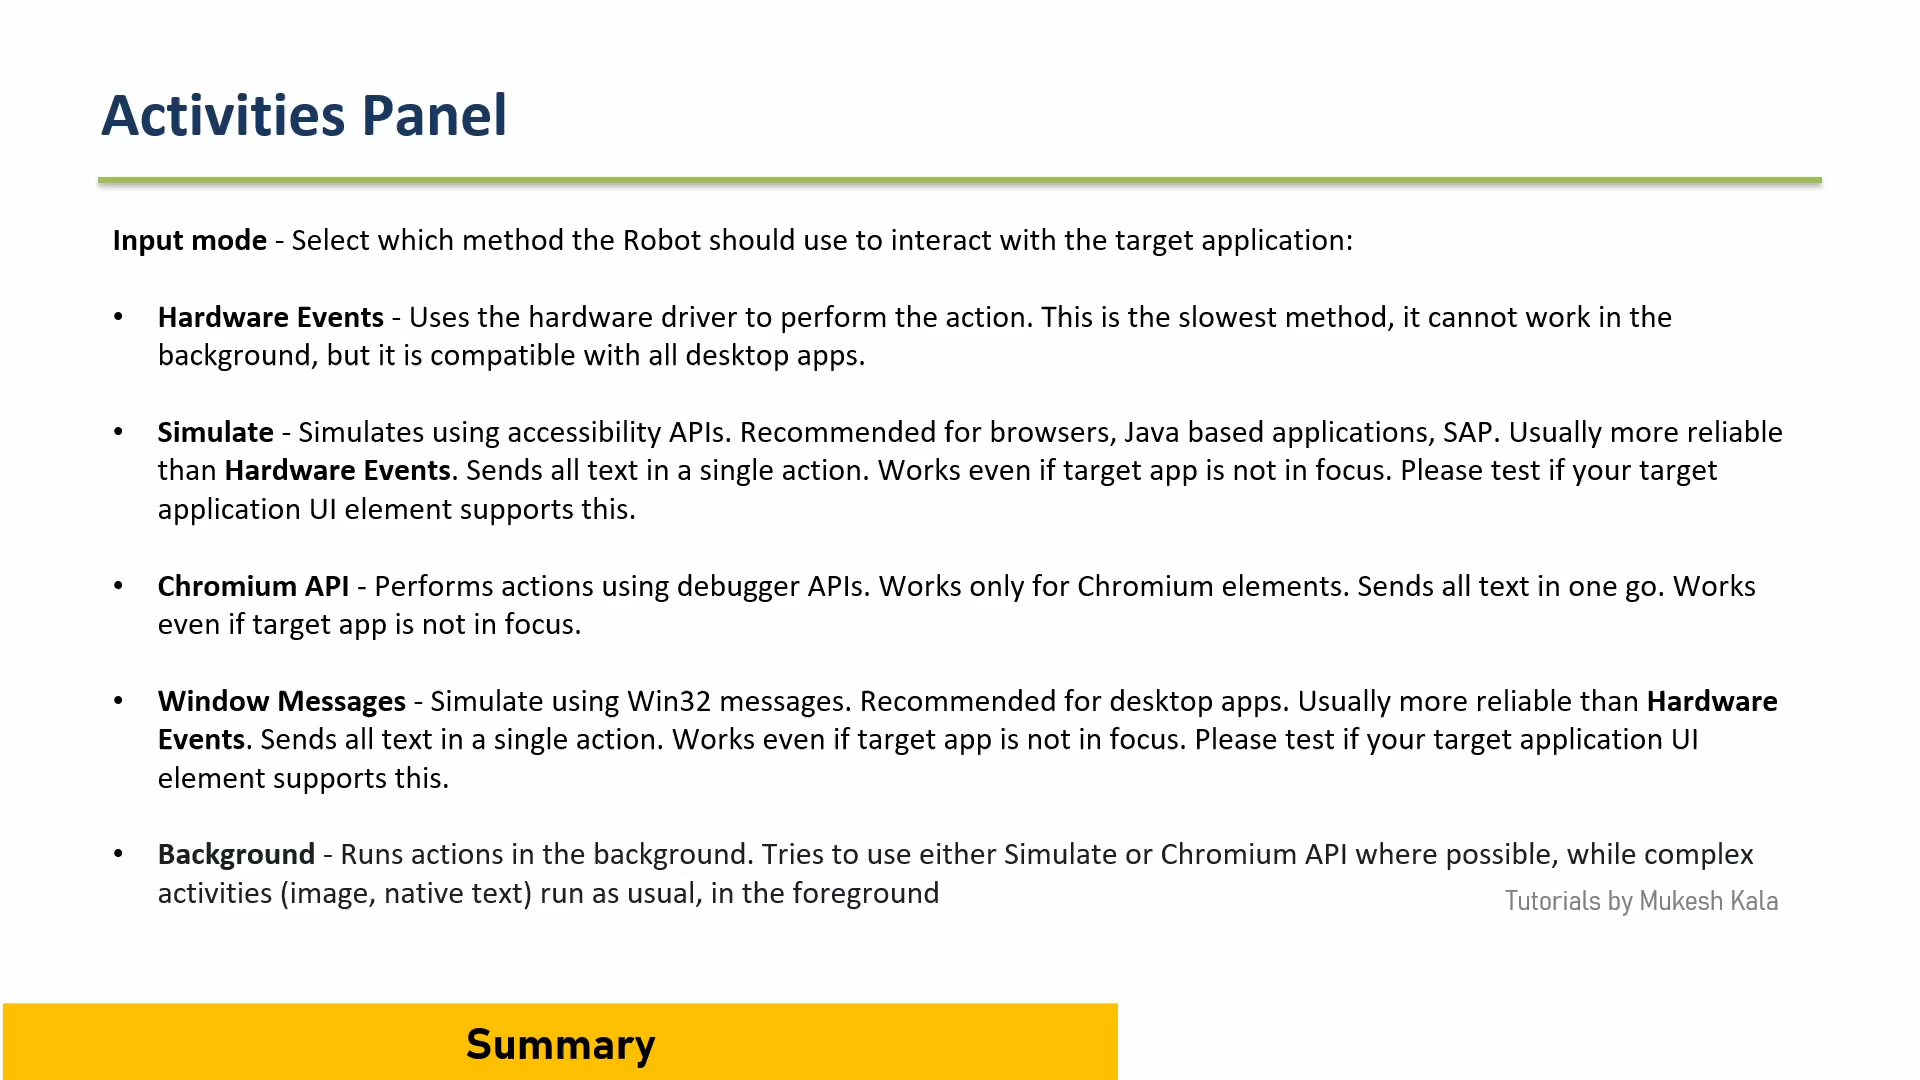 Activities Panel
Input mode - Select which method the Robot should use to interact with the target application:
• Hardware Events - Uses the hardware driver to perform the action. This is the slowest method, it cannot work in the
background, but it is compatible with all desktop apps.
• Simulate - Simulates using accessibility APIs. Recommended for browsers, Java based applications, SAP. Usually more reliable
than Hardware Events. Sends all text in a single action. Works even if target app is not in focus. Please test if your target
application UI element supports this.
• Chromium API - Performs actions using debugger APIs. Works only for Chromium elements. Sends all text in one go. Works
even if target app is not in focus.
• Window Messages - Simulate using Win32 messages. Recommended for desktop apps. Usually more reliable than Hardware
Events. Sends all text in a single action. Works even if target app is not in focus. Please test if your target application UI
element supports this.
• Background - Runs actions in the background. Tries to use either Simulate or Chromium API where possible, while complex
activities (image, native text) run as usual, in the foreground
Tutorials by Mukesh Kala
Summary